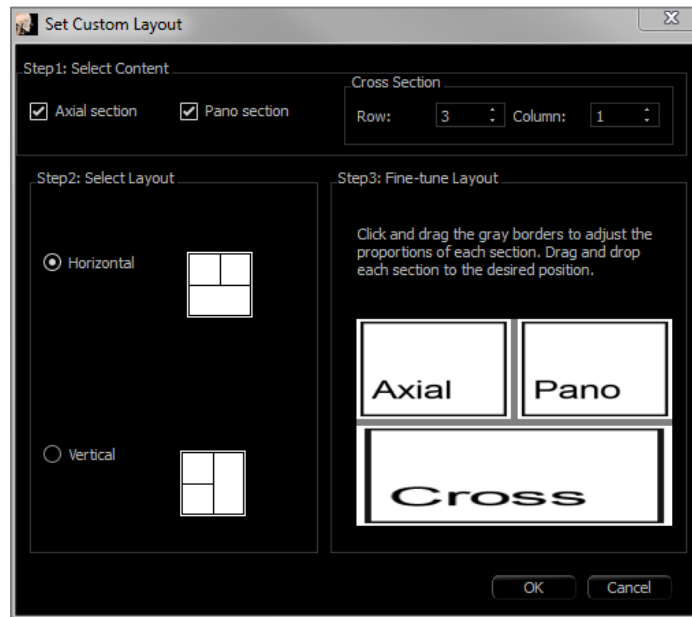 Set Custom Layout
Step1: Select Content
Axial section
Pano section
Cross Section
Row: 3 Column: 1
Step2: Select Layout
Horizontal
Vertical
Step3: Fine-tune Layout
Click and drag the gray borders to adjust the
proportions of each section. Drag and drop
each section to the desired position.
Axial
Pano
Cross
OK
Cancel